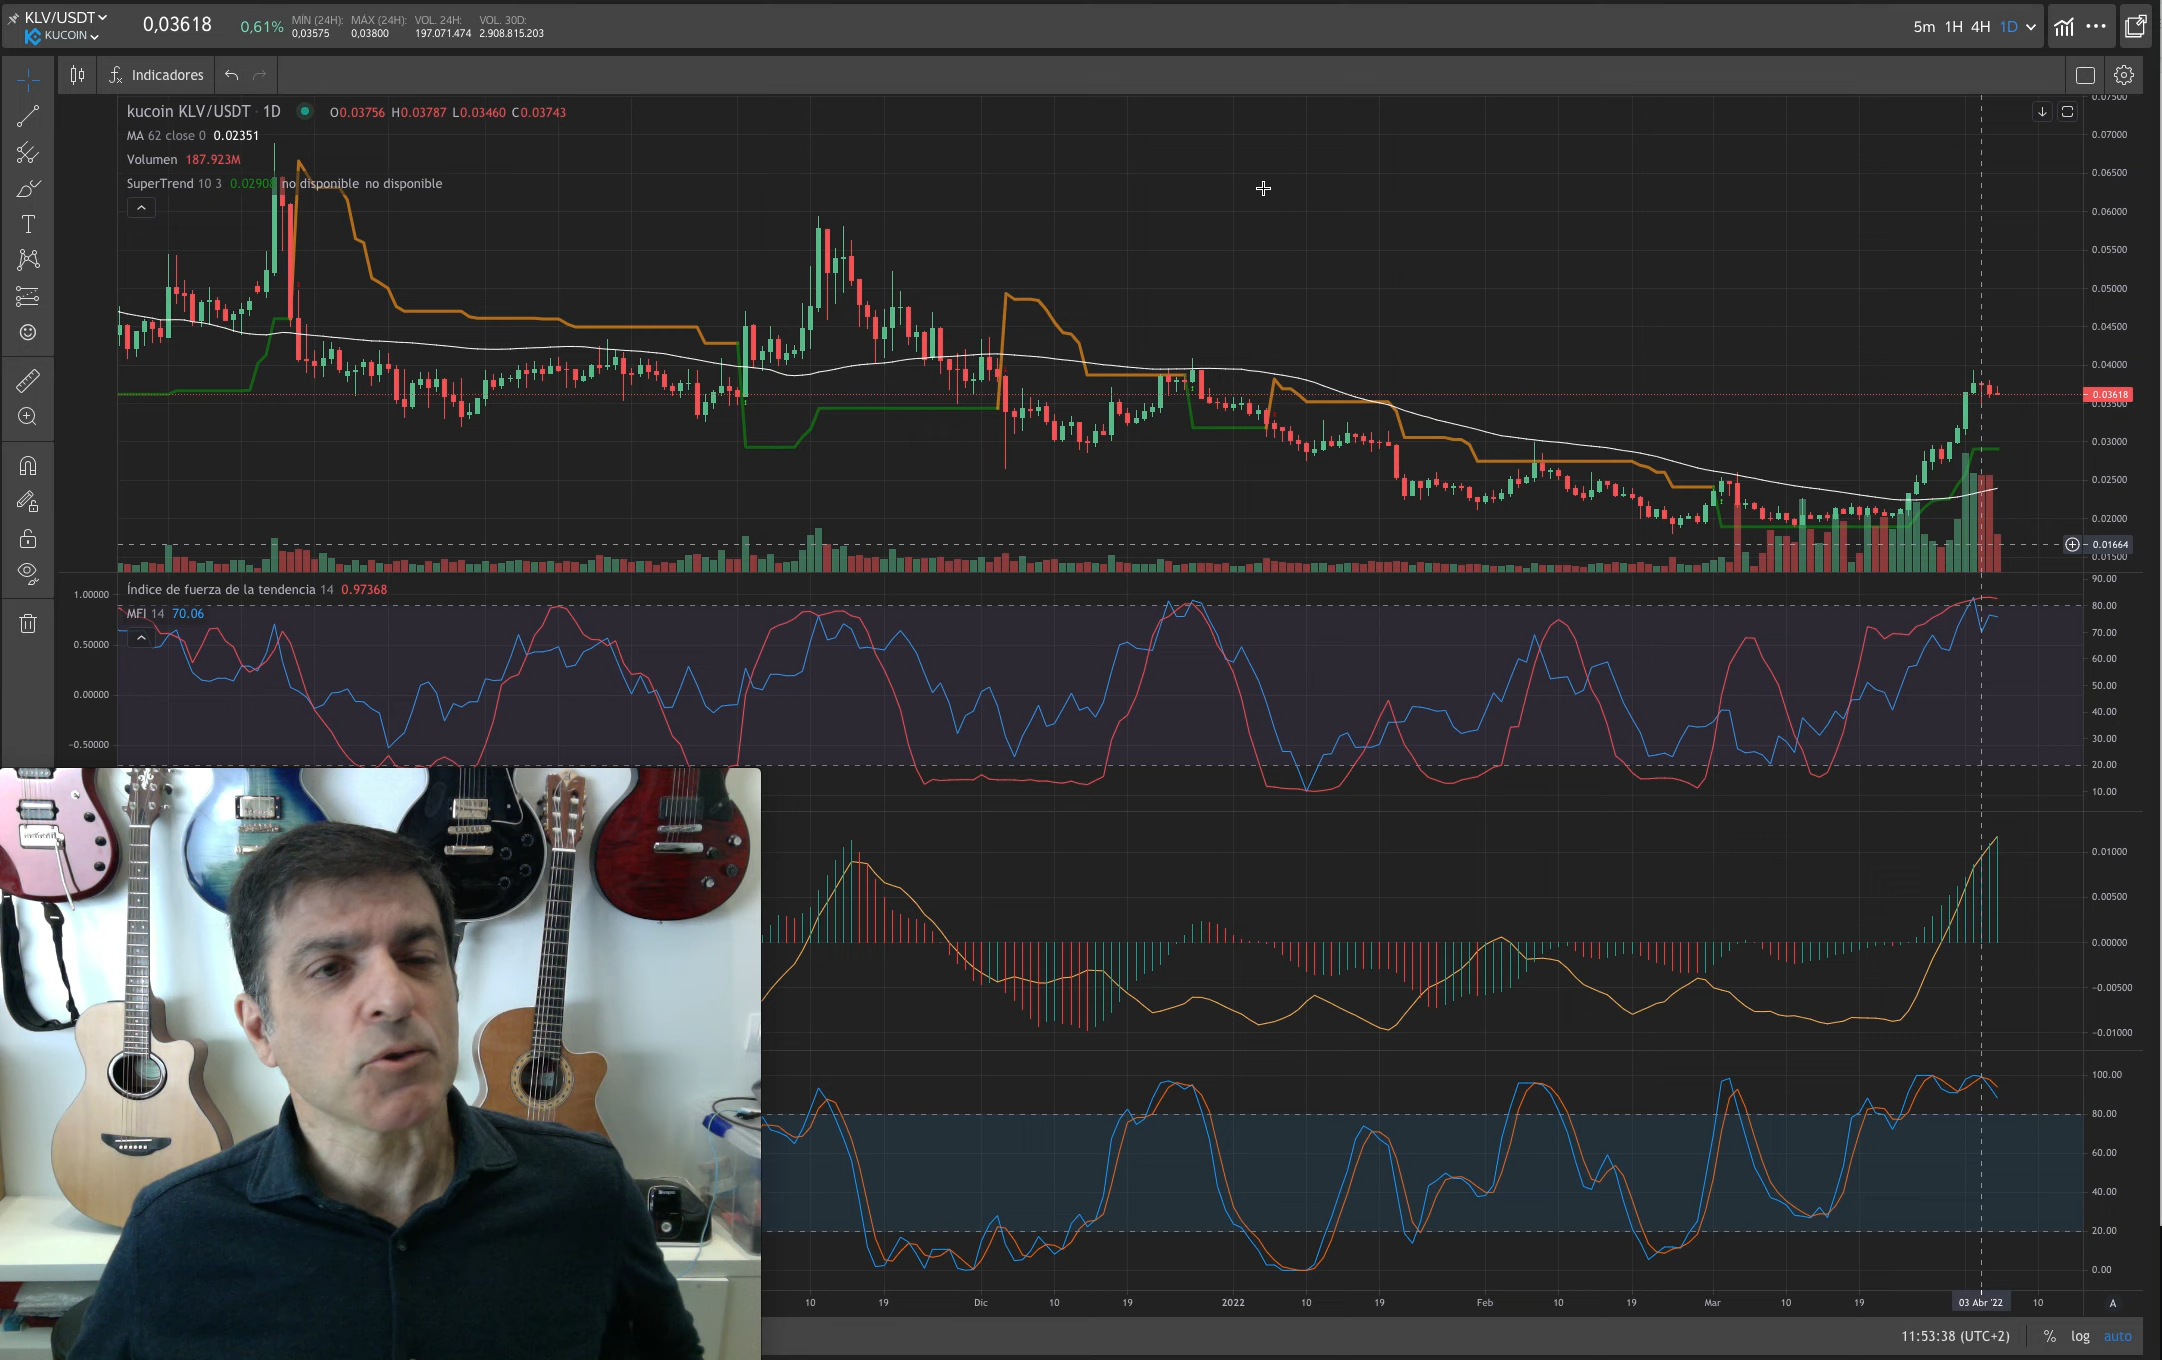 KLV/USDT
KUCOIN
0,03618
0,61%
MÍN (24H):
0,03575
MÁX (24H):
0,03800
VOL. 24H:
197.071.474
VOL. 30D:
2.908.815.203
5m 1H 4H 1D
Indicadores
kucoin KLV/USDT · 1D O0.03756 H0.03787 L0.03460 C0.03743
MA 62 close 0 0.02351
Volumen 187.923M
SuperTrend 10 3 0.02908 no disponible no disponible
0.07500
0.07000
0.06500
0.06000
0.05500
0.05000
0.04500
0.04000
0.03618
0.03500
0.03000
0.02500
0.02000
0.01664
0.01500
Índice de fuerza de la tendencia 14 0.97368
MFI 14 70.06
1.00000
0.50000
0.00000
-0.50000
90.00
80.00
70.00
60.00
50.00
40.00
30.00
20.00
10.00
0.01000
0.00500
0.00000
-0.00500
-0.01000
100.00
80.00
60.00
40.00
20.00
0.00
10 19 Dic 10 19 2022 10 19 Feb 10 19 Mar 10 19 03 Abr '22 10 A
11:53:38 (UTC+2) % log auto